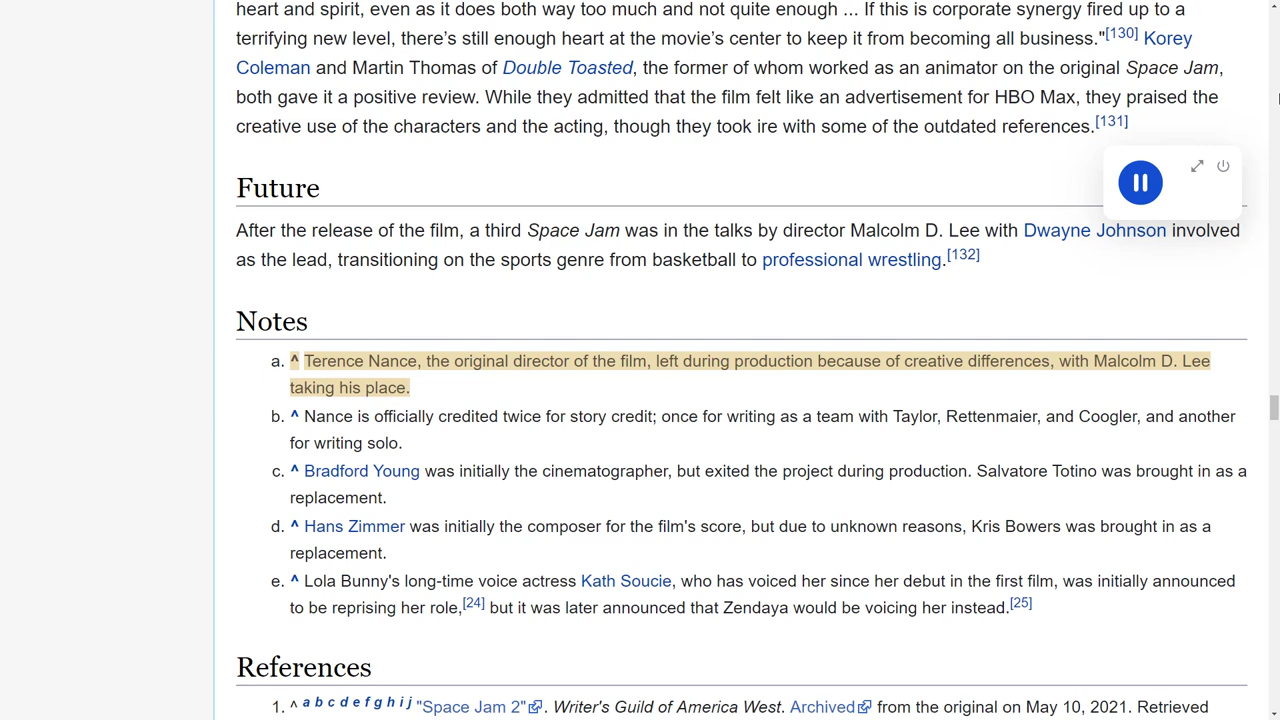 heart and spirit, even as it does both way too much and not quite enough ... If this is corporate synergy fired up to a
terrifying new level, there’s still enough heart at the movie’s center to keep it from becoming all business."[130] Korey
Coleman and Martin Thomas of Double Toasted, the former of whom worked as an animator on the original Space Jam,
both gave it a positive review. While they admitted that the film felt like an advertisement for HBO Max, they praised the
creative use of the characters and the acting, though they took ire with some of the outdated references.[131]
Future
After the release of the film, a third Space Jam was in the talks by director Malcolm D. Lee with Dwayne Johnson involved
as the lead, transitioning on the sports genre from basketball to professional wrestling.[132]
Notes
a. ^ Terence Nance, the original director of the film, left during production because of creative differences, with Malcolm D. Lee
taking his place.
b. ^ Nance is officially credited twice for story credit; once for writing as a team with Taylor, Rettenmaier, and Coogler, and another
for writing solo.
c. ^ Bradford Young was initially the cinematographer, but exited the project during production. Salvatore Totino was brought in as a
replacement.
d. ^ Hans Zimmer was initially the composer for the film's score, but due to unknown reasons, Kris Bowers was brought in as a
replacement.
e. ^ Lola Bunny's long-time voice actress Kath Soucie, who has voiced her since her debut in the first film, was initially announced
to be reprising her role,[24] but it was later announced that Zendaya would be voicing her instead.[25]
References
1. ^ a b c d e f g h i j "Space Jam 2". Writer's Guild of America West. Archived from the original on May 10, 2021. Retrieved